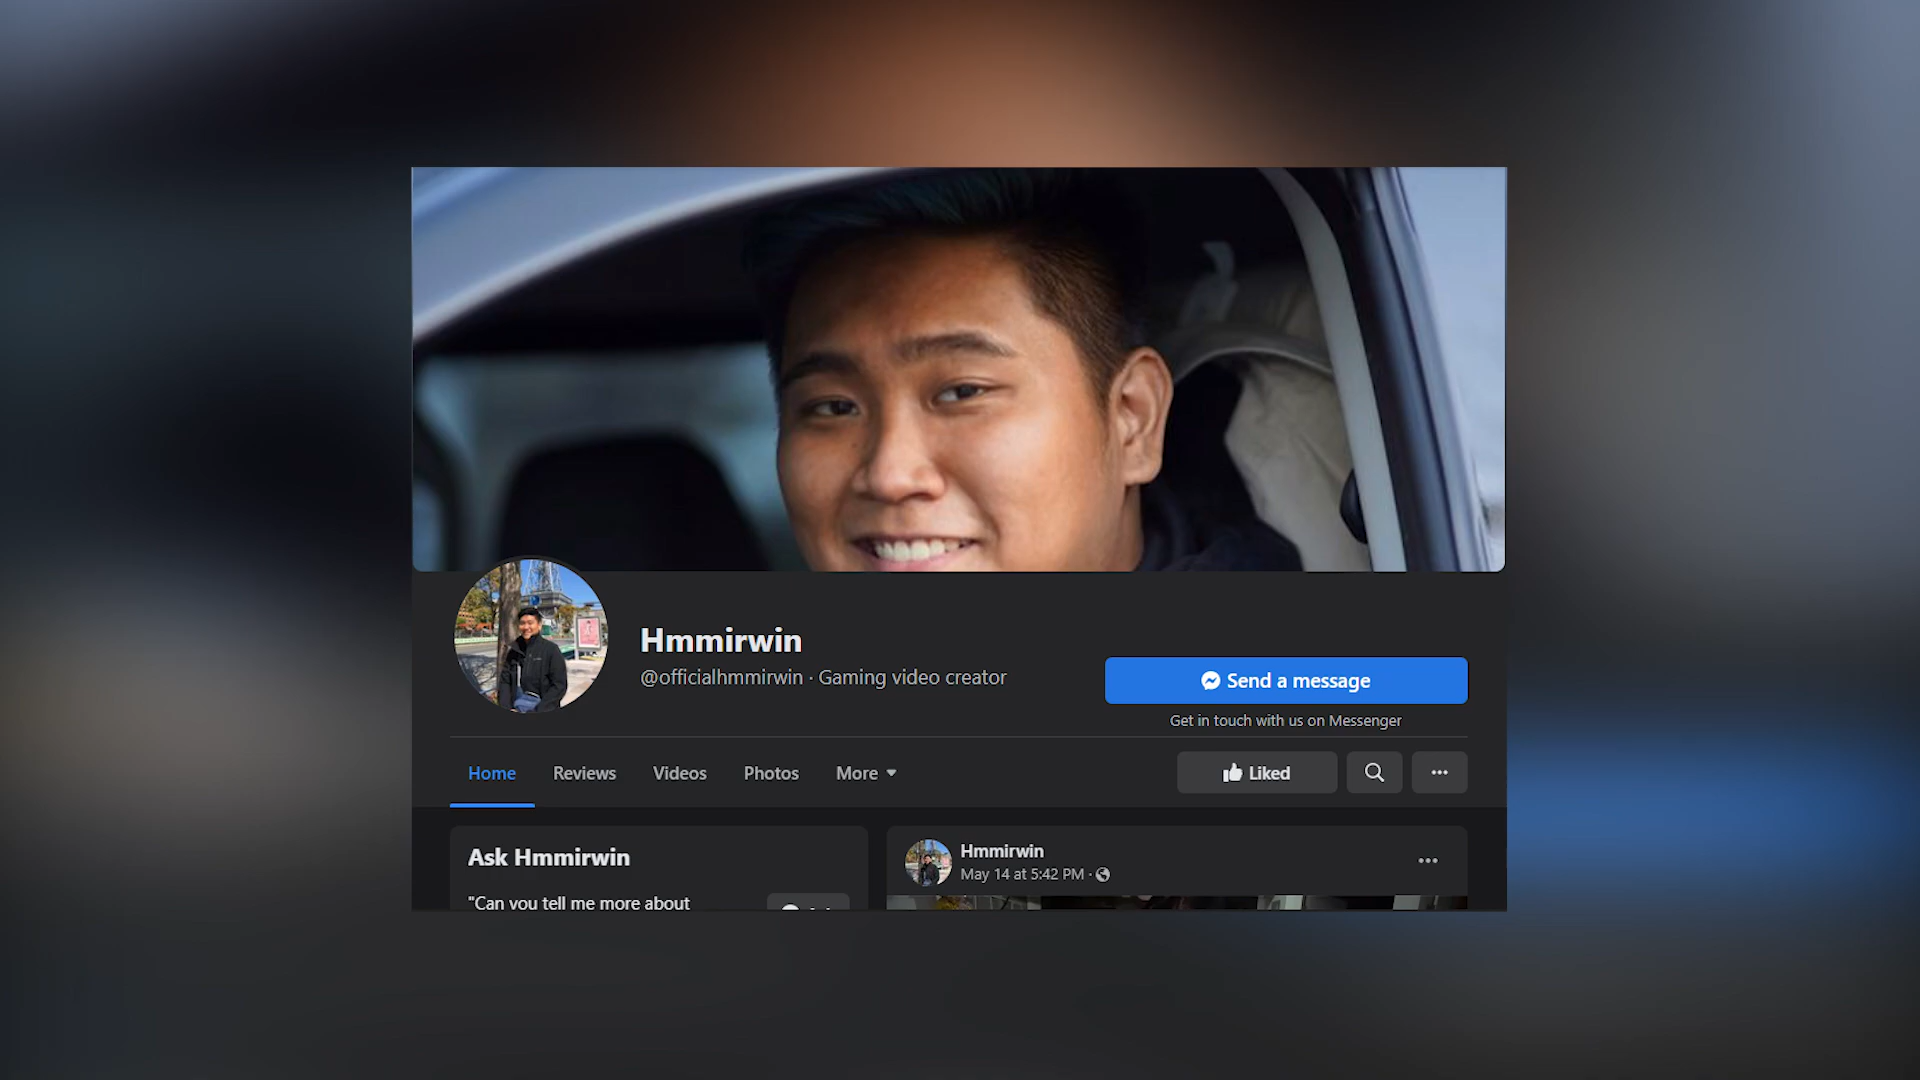 Hmmirwin
@officialhmmirwin · Gaming video creator
Send a message
Get in touch with us on Messenger
Home
Reviews
Videos
Photos
More
Liked
Ask Hmmirwin
"Can you tell me more about
Hmmirwin
May 14 at 5:42 PM ·